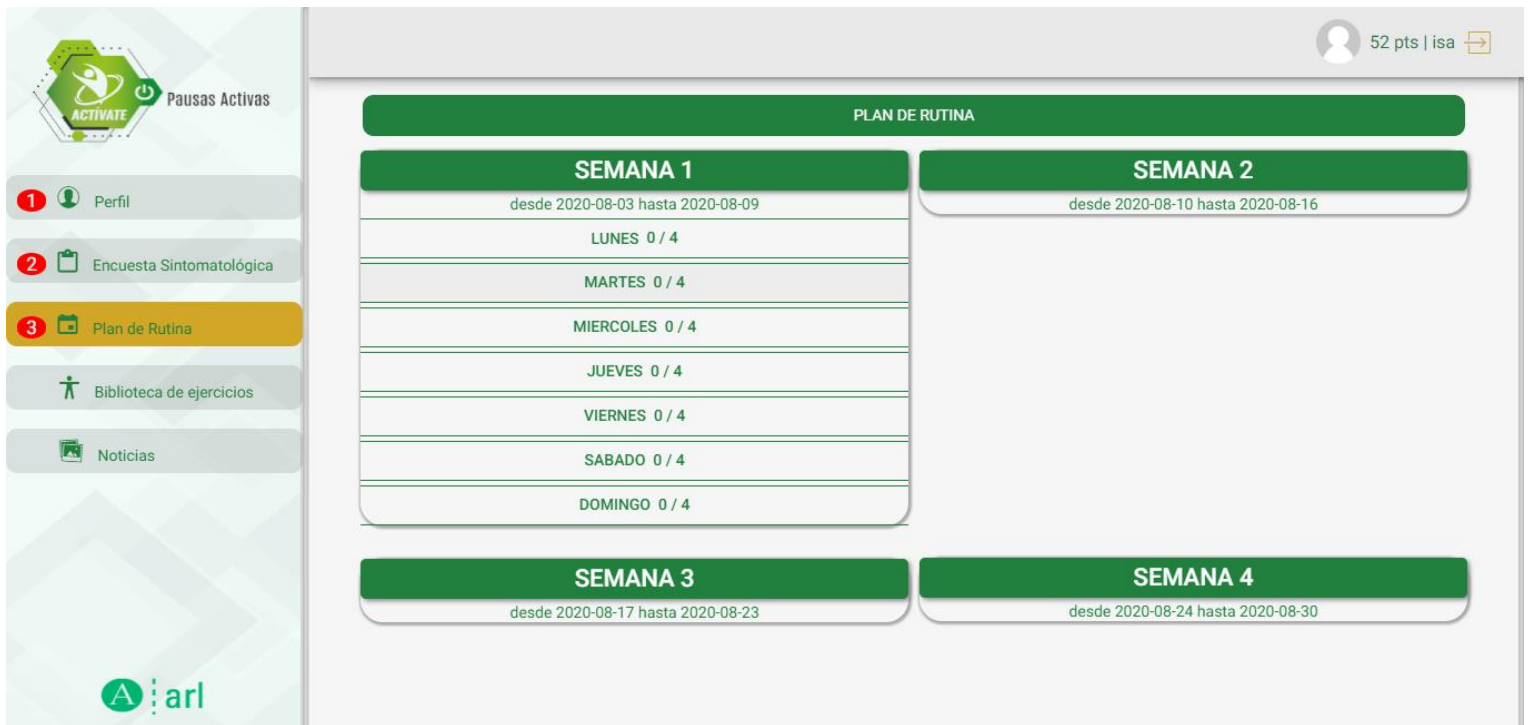 52 pts | isa
ACTÍVATE
Pausas Activas
1 Perfil
2 Encuesta Sintomatológica
3 Plan de Rutina
Biblioteca de ejercicios
Noticias
A arl
PLAN DE RUTINA
SEMANA 1
desde 2020-08-03 hasta 2020-08-09
LUNES 0 / 4
MARTES 0 / 4
MIERCOLES 0 / 4
JUEVES 0 / 4
VIERNES 0 / 4
SABADO 0 / 4
DOMINGO 0 / 4
SEMANA 2
desde 2020-08-10 hasta 2020-08-16
SEMANA 3
desde 2020-08-17 hasta 2020-08-23
SEMANA 4
desde 2020-08-24 hasta 2020-08-30